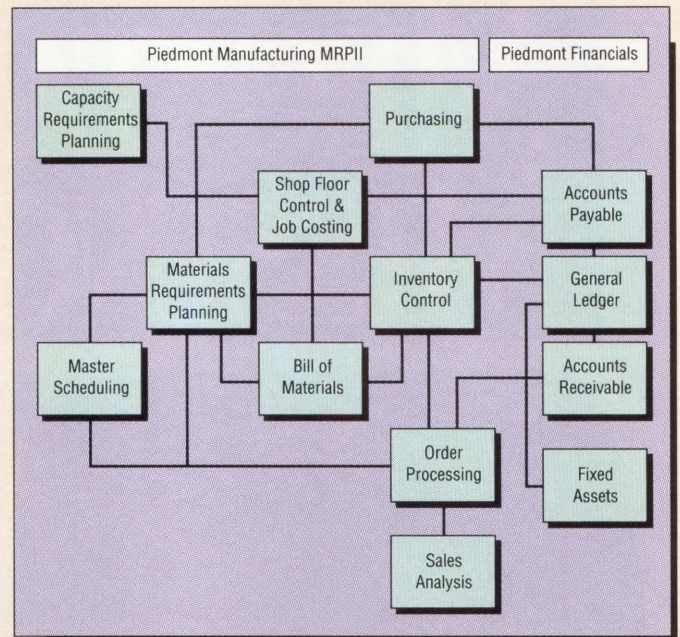 Piedmont Manufacturing MRPII
Piedmont Financials
Capacity
Requirements
Planning
Purchasing
Shop Floor
Control &
Job Costing
Accounts
Payable
Materials
Requirements
Planning
Inventory
Control
General
Ledger
Master
Scheduling
Bill of
Materials
Accounts
Receivable
Order
Processing
Fixed
Assets
Sales
Analysis